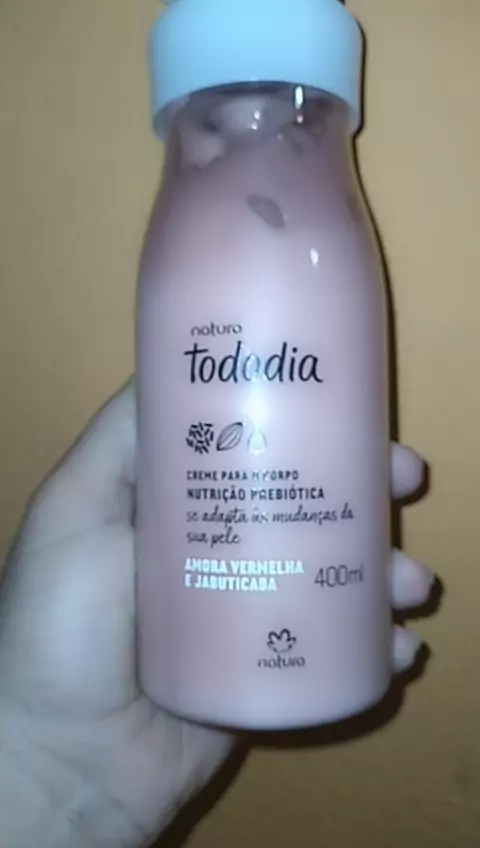 natura
tododia
CREME PARA O CORPO
NUTRIÇÃO PREBIÓTICA
se adapta às mudanças da
sua pele
AMORA VERMELHA
E JABUTICABA
400ml
natura